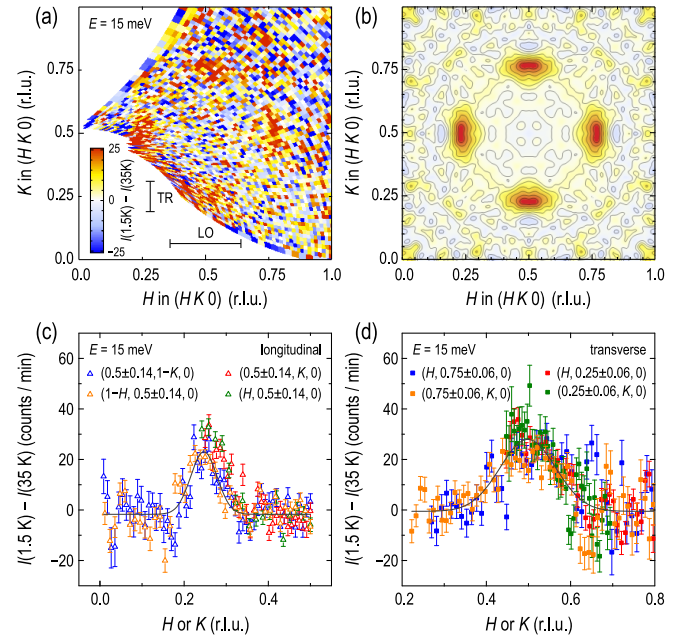 (a)
E = 15 meV
K in (H K 0) (r.l.u.)
0.75
0.5
0.25
0.00
25
0
−25
I(1.5K) − I(35K)
TR
LO
0.00 0.25 0.5 0.75 1.0
H in (H K 0) (r.l.u.)
(b)
K in (H K 0) (r.l.u.)
0.75
0.5
0.25
0.00
0.00 0.25 0.5 0.75 1.0
H in (H K 0) (r.l.u.)
(c)
E = 15 meV longitudinal
(0.5±0.14,1−K, 0) (0.5±0.14, K, 0)
(1−H, 0.5±0.14, 0) (H, 0.5±0.14, 0)
I(1.5 K) − I(35 K) (counts / min)
60
40
20
0
−20
0.0 0.2 0.4
H or K (r.l.u.)
(d)
E = 15 meV transverse
(H, 0.75±0.06, 0) (H, 0.25±0.06, 0)
(0.75±0.06, K, 0) (0.25±0.06, K, 0)
I(1.5 K) − I(35 K) (counts / min)
60
40
20
0
−20
0.2 0.4 0.6 0.8
H or K (r.l.u.)